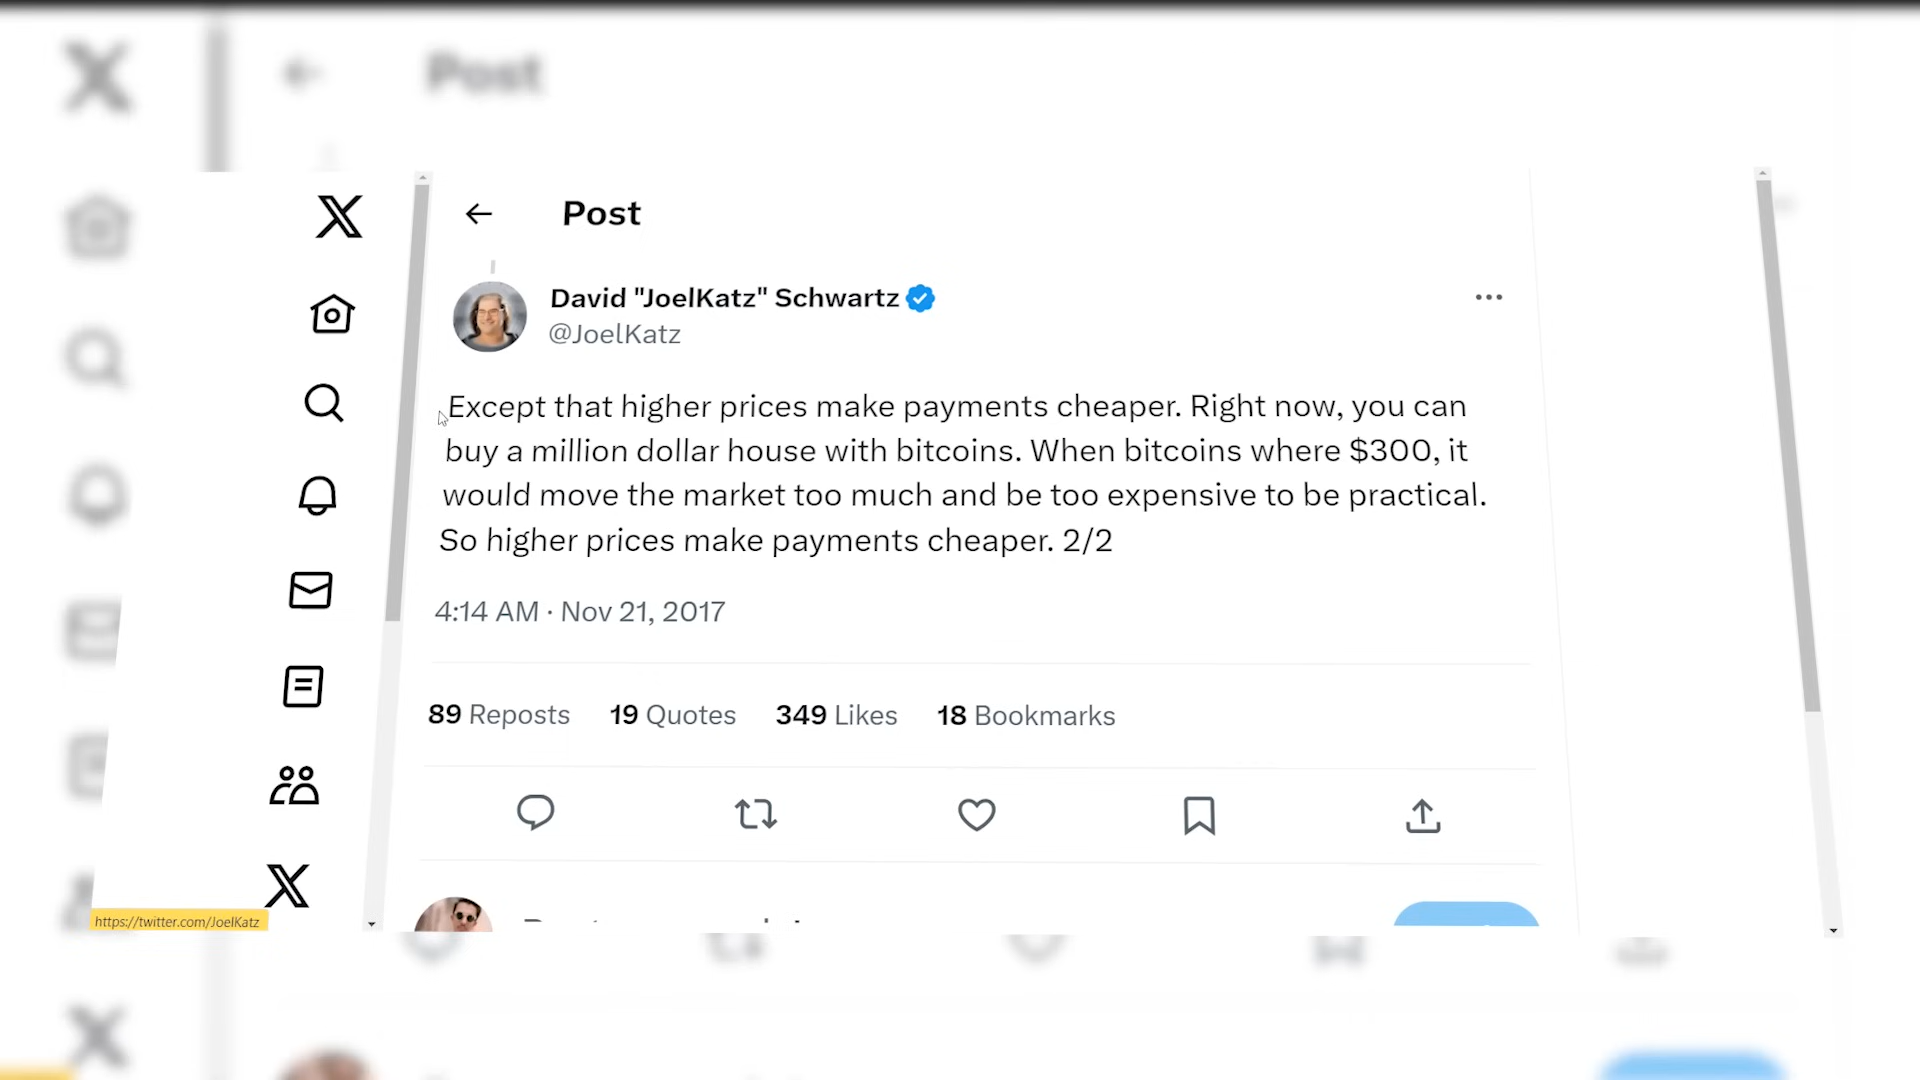 Post
Post
David "JoelKatz" Schwartz
@JoelKatz
Except that higher prices make payments cheaper. Right now, you can
buy a million dollar house with bitcoins. When bitcoins where $300, it
would move the market too much and be too expensive to be practical.
So higher prices make payments cheaper. 2/2
4:14 AM · Nov 21, 2017
89 Reposts 19 Quotes 349 Likes 18 Bookmarks
https://twitter.com/JoelKatz